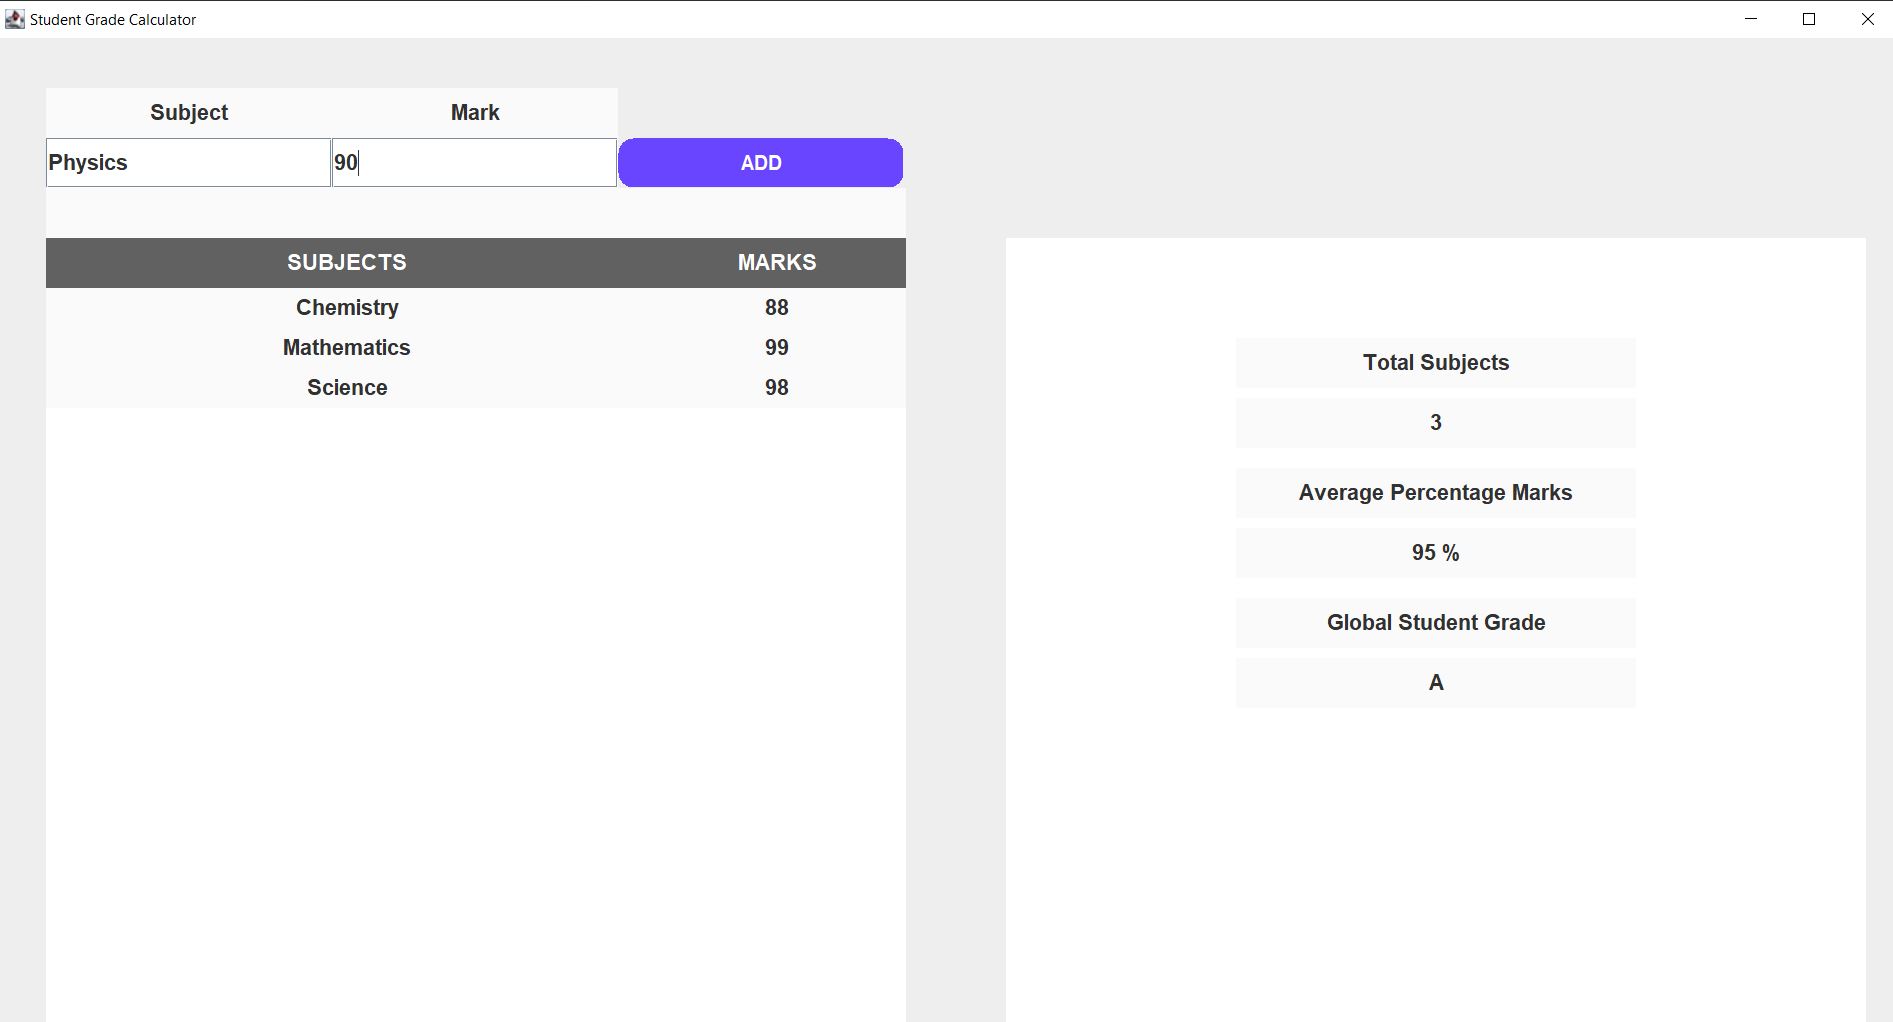 Student Grade Calculator
Subject Mark
Physics 90 ADD
SUBJECTS MARKS
Chemistry 88
Mathematics 99
Science 98
Total Subjects
3
Average Percentage Marks
95 %
Global Student Grade
A